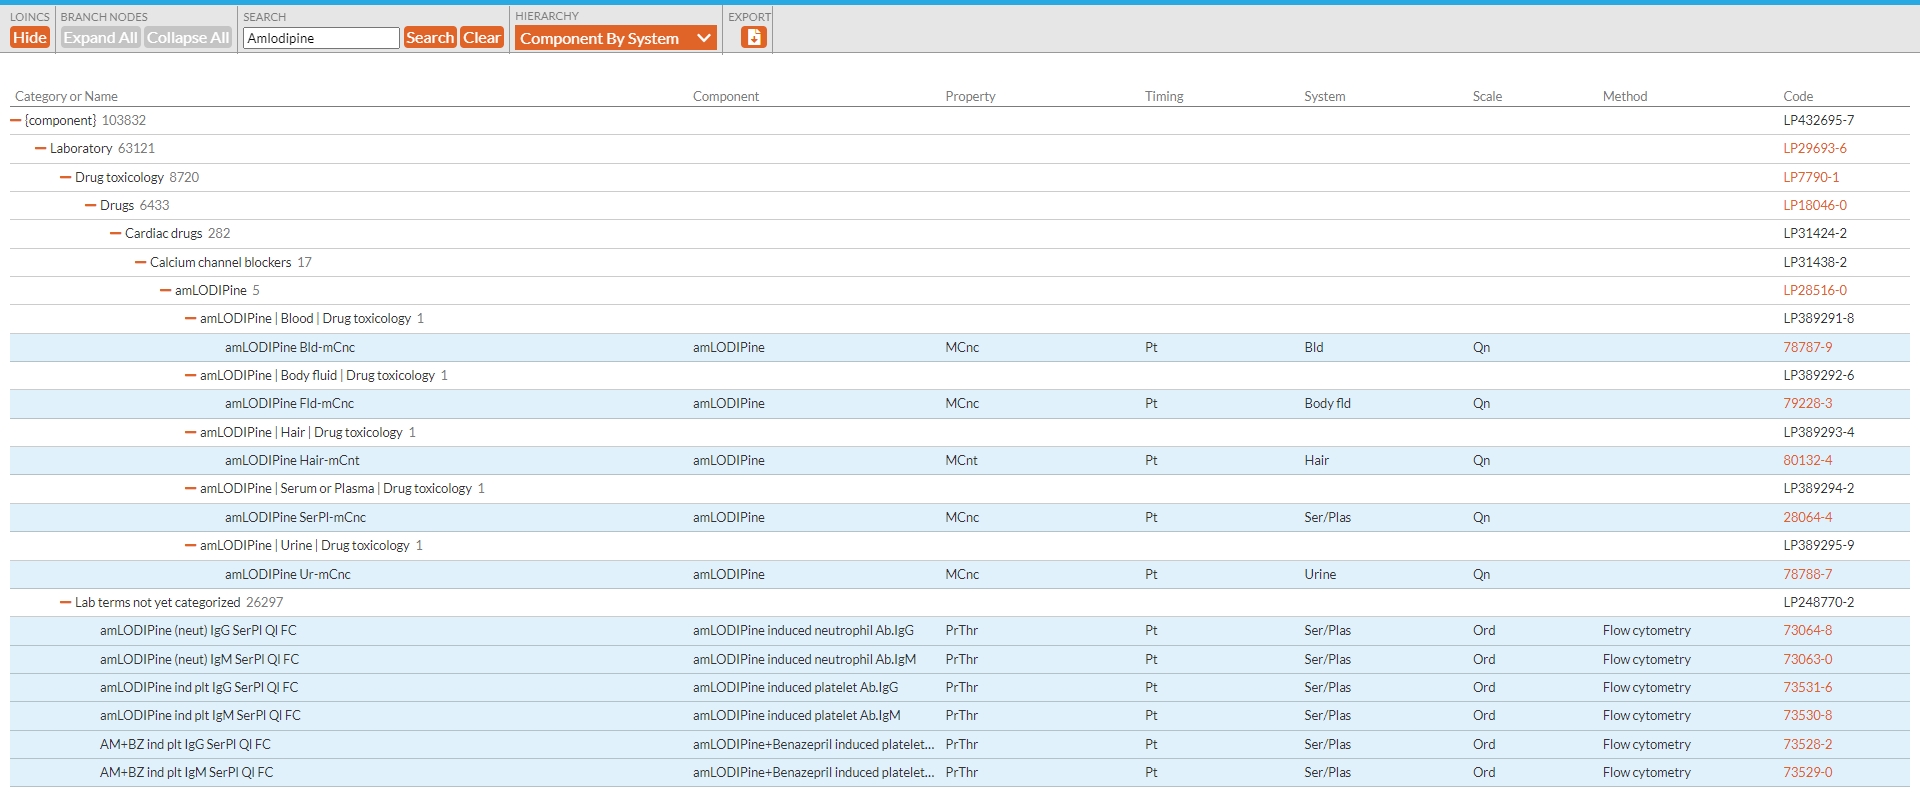 LOINCS BRANCH NODES SEARCH HIERARCHY EXPORT
Hide Expand All Collapse All Amlodipine Search Clear Component By System
Category or Name Component Property Timing System Scale Method Code
{component} 103832 LP432695-7
Laboratory 63121 LP29693-6
Drug toxicology 8720 LP7790-1
Drugs 6433 LP18046-0
Cardiac drugs 282 LP31424-2
Calcium channel blockers 17 LP31438-2
amLODIPine 5 LP28516-0
amLODIPine | Blood | Drug toxicology 1 LP389291-8
amLODIPine Bld-mCnc amLODIPine MCnc Pt Bld Qn 78787-9
amLODIPine | Body fluid | Drug toxicology 1 LP389292-6
amLODIPine Fld-mCnc amLODIPine MCnc Pt Body fld Qn 79228-3
amLODIPine | Hair | Drug toxicology 1 LP389293-4
amLODIPine Hair-mCnt amLODIPine MCnt Pt Hair Qn 80132-4
amLODIPine | Serum or Plasma | Drug toxicology 1 LP389294-2
amLODIPine SerPl-mCnc amLODIPine MCnc Pt Ser/Plas Qn 28064-4
amLODIPine | Urine | Drug toxicology 1 LP389295-9
amLODIPine Ur-mCnc amLODIPine MCnc Pt Urine Qn 78788-7
Lab terms not yet categorized 26297 LP248770-2
amLODIPine (neut) IgG SerPl Ql FC amLODIPine induced neutrophil Ab.IgG PrThr Pt Ser/Plas Ord Flow cytometry 73064-8
amLODIPine (neut) IgM SerPl Ql FC amLODIPine induced neutrophil Ab.IgM PrThr Pt Ser/Plas Ord Flow cytometry 73063-0
amLODIPine ind plt IgG SerPl Ql FC amLODIPine induced platelet Ab.IgG PrThr Pt Ser/Plas Ord Flow cytometry 73531-6
amLODIPine ind plt IgM SerPl Ql FC amLODIPine induced platelet Ab.IgM PrThr Pt Ser/Plas Ord Flow cytometry 73530-8
AM+BZ ind plt IgG SerPl Ql FC amLODIPine+Benazepril induced platelet... PrThr Pt Ser/Plas Ord Flow cytometry 73528-2
AM+BZ ind plt IgM SerPl Ql FC amLODIPine+Benazepril induced platelet... PrThr Pt Ser/Plas Ord Flow cytometry 73529-0